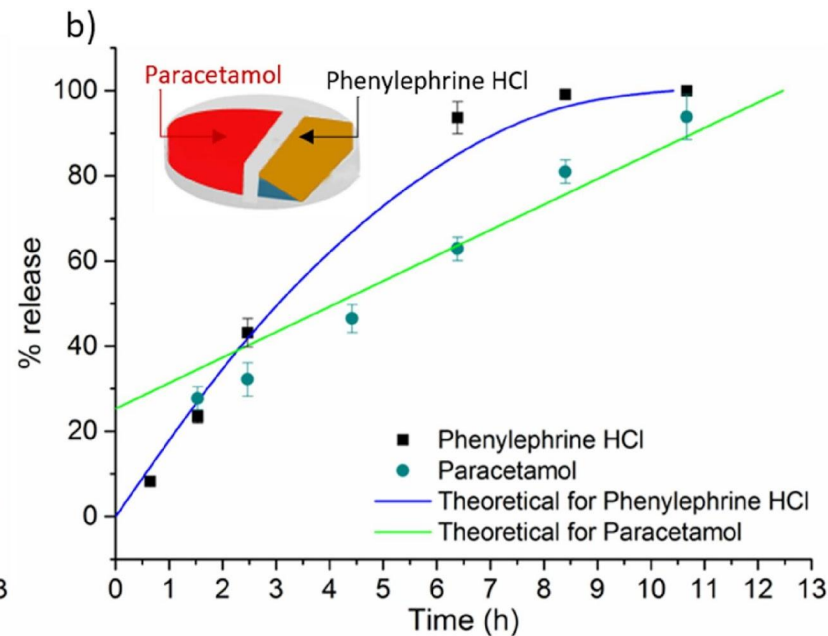 b)
Paracetamol
Phenylephrine HCl
100
80
60
40
20
0
% release
Phenylephrine HCl
Paracetamol
Theoretical for Phenylephrine HCl
Theoretical for Paracetamol
3
0 1 2 3 4 5 6 7 8 9 10 11 12 13
Time (h)